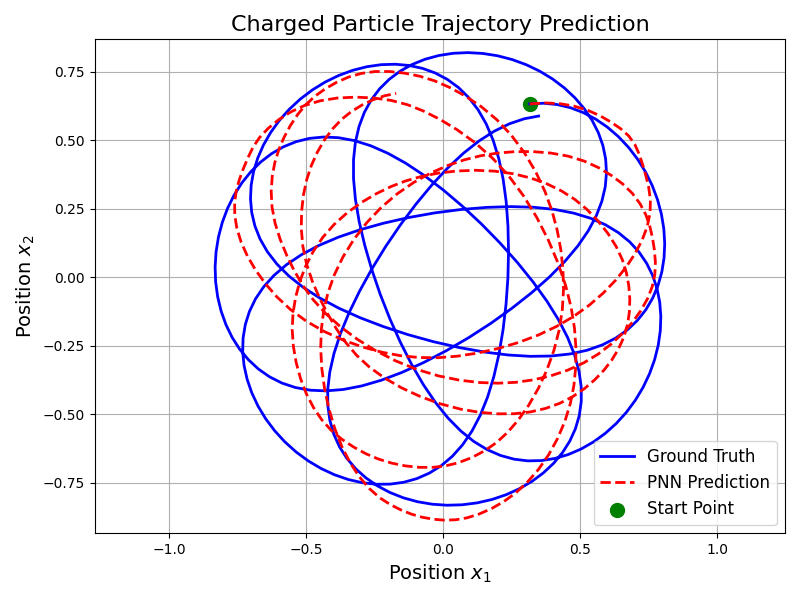 Charged Particle Trajectory Prediction
Position x₂
0.75
0.50
0.25
0.00
−0.25
−0.50
−0.75
Ground Truth
PNN Prediction
Start Point
−1.0
−0.5
0.0
0.5
1.0
Position x₁